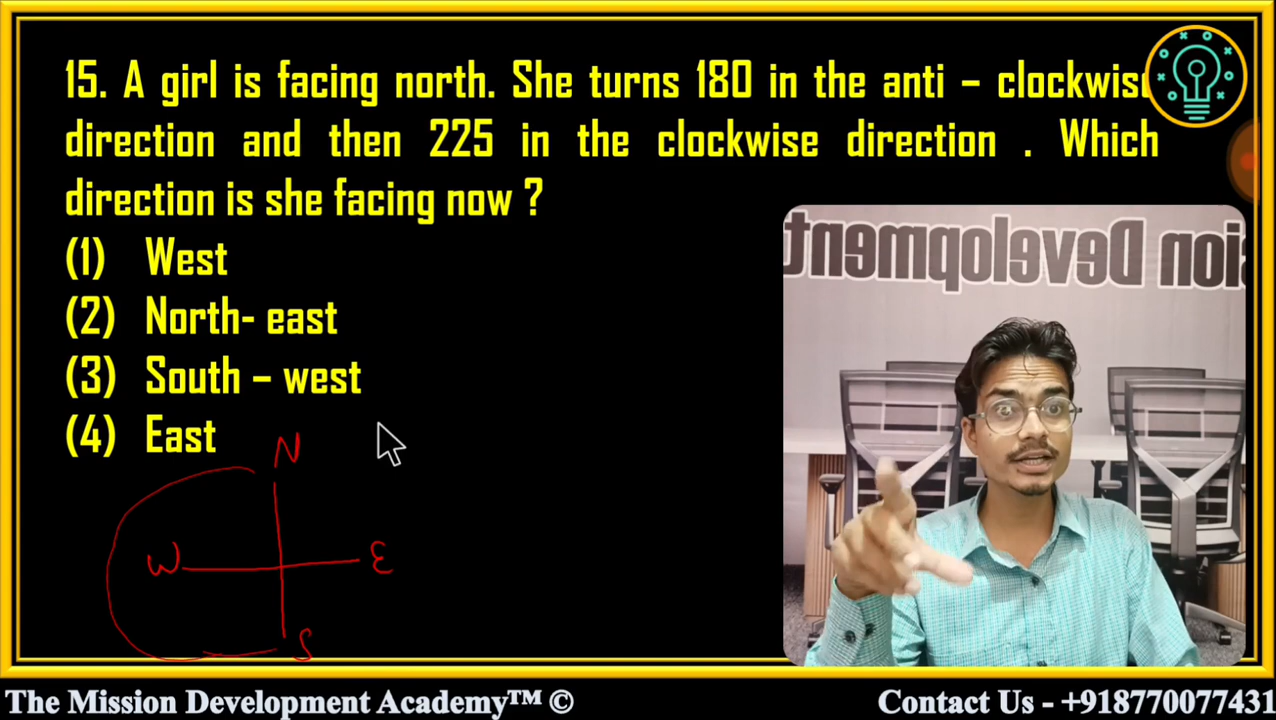 15. A girl is facing north. She turns 180 in the anti – clockwise
direction and then 225 in the clockwise direction . Which
direction is she facing now ?
(1) West
(2) North- east
(3) South – west
(4) East
sion Development
N
W
E
S
The Mission Development Academy™ ©
Contact Us - +918770077431